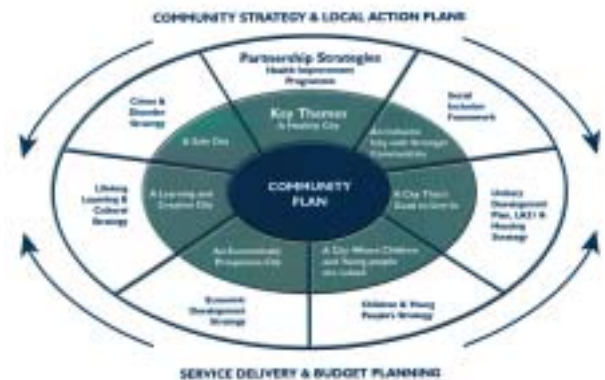 COMMUNITY STRATEGY & LOCAL ACTION PLANS
Partnership Strategies
Health Improvement
Programme
Crime &
Disorder
Strategy
Social
Inclusion
Framework
Key Themes
A Healthy City
A Safe City
An Inclusive
City with Stronger
Communities
Lifelong
Learning &
Cultural
Strategy
A Learning and
Creative City
COMMUNITY
PLAN
A City That's
Good to Live In
Unitary
Development
Plan, LA21 &
Housing
Strategy
An Economically
Prosperous City
A City Where Children
and Young people
are valued
Economic
Development
Strategy
Children & Young
People's Strategy
SERVICE DELIVERY & BUDGET PLANNING